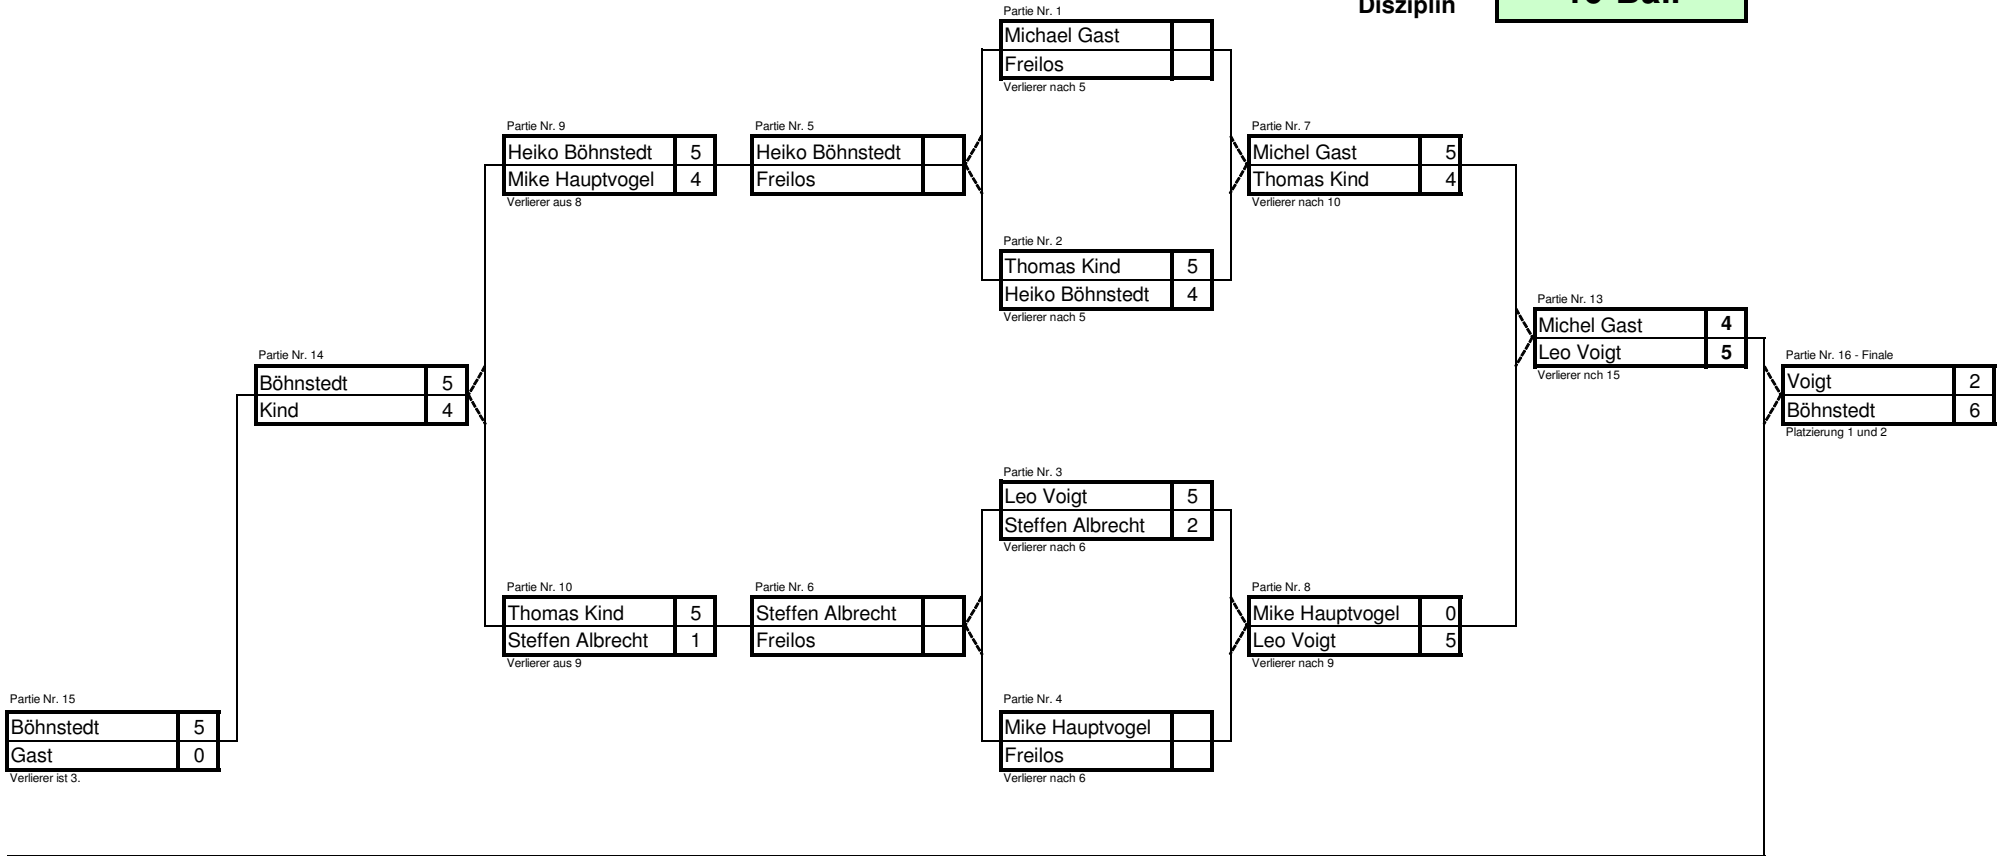 Partie Nr. 1
Disziplin
Michael Gast
Freilos
Verlierer nach 5
Partie Nr. 9
Heiko Böhnstedt 5
Mike Hauptvogel 4
Verlierer aus 8
Partie Nr. 5
Heiko Böhnstedt
Freilos
Partie Nr. 7
Michel Gast 5
Thomas Kind 4
Verlierer nach 10
Partie Nr. 2
Thomas Kind 5
Heiko Böhnstedt 4
Verlierer nach 5
Partie Nr. 13
Michel Gast 4
Leo Voigt 5
Verlierer nch 15
Partie Nr. 14
Böhnstedt 5
Kind 4
Partie Nr. 16 - Finale
Voigt 2
Böhnstedt 6
Platzierung 1 und 2
Partie Nr. 3
Leo Voigt 5
Steffen Albrecht 2
Verlierer nach 6
Partie Nr. 10
Thomas Kind 5
Steffen Albrecht 1
Verlierer aus 9
Partie Nr. 6
Steffen Albrecht
Freilos
Partie Nr. 8
Mike Hauptvogel 0
Leo Voigt 5
Verlierer nach 9
Partie Nr. 15
Böhnstedt 5
Gast 0
Verlierer ist 3.
Partie Nr. 4
Mike Hauptvogel
Freilos
Verlierer nach 6